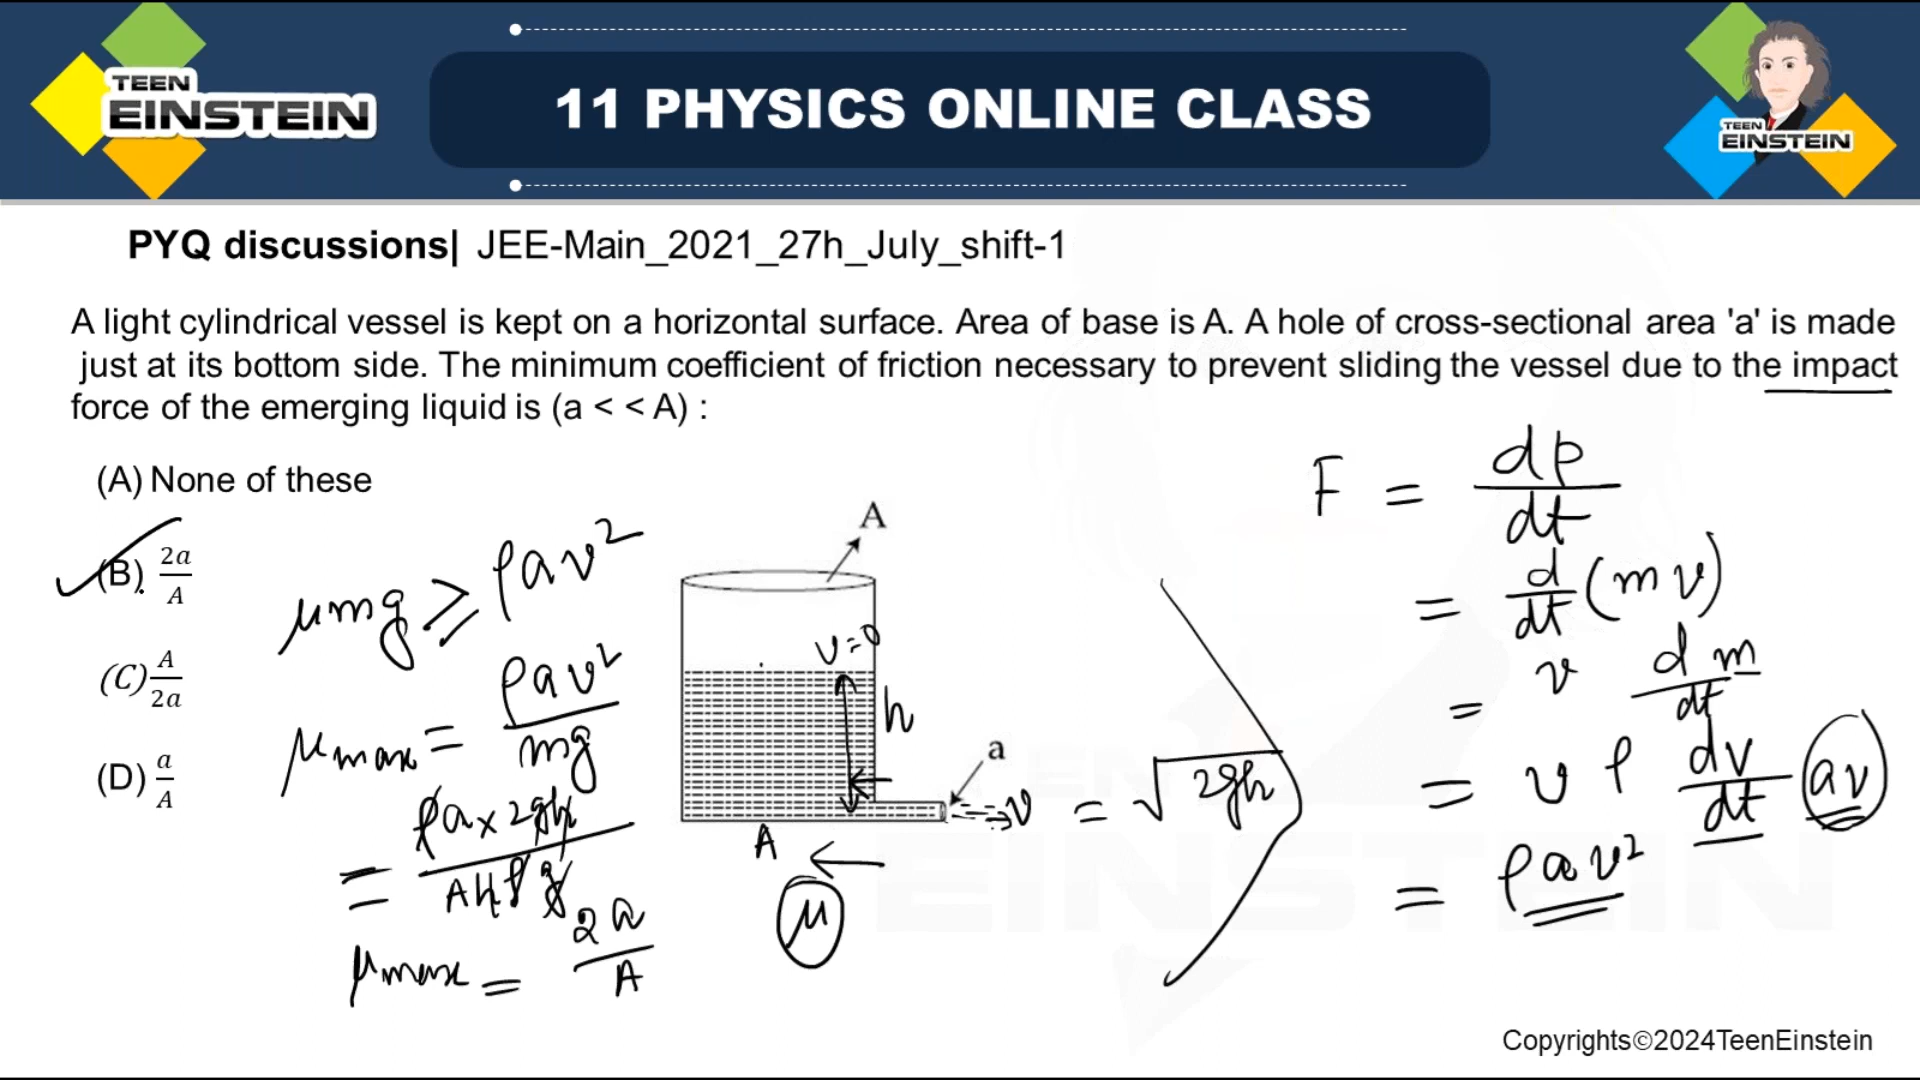 TEEN
EINSTEIN
11 PHYSICS ONLINE CLASS
TEEN
EINSTEIN
PYQ discussions| JEE-Main_2021_27h_July_shift-1
A light cylindrical vessel is kept on a horizontal surface. Area of base is A. A hole of cross-sectional area 'a' is made
just at its bottom side. The minimum coefficient of friction necessary to prevent sliding the vessel due to the impact
force of the emerging liquid is (a < < A) :
(A) None of these
(B). 2a/A
(C) A/2a
(D) a/A
μmg ≥ ρav²
μmax = ρav²/mg
= ρa×2gh/Ahρg
μmax = 2a/A
A
v=0
h
a
v = √2gh
A
μ
F = dp/dt
= d/dt (mv)
= v dm/dt
= v ρ dv/dt (av)
= ρav²
TEEN
EINSTEIN
Copyrights©2024TeenEinstein